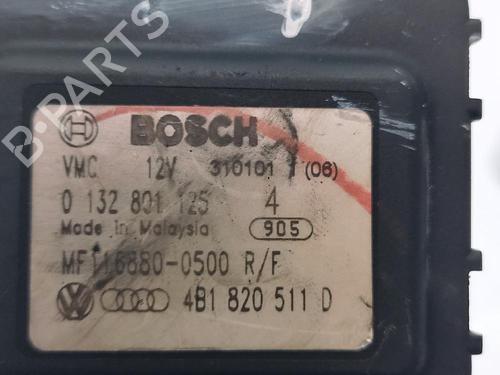 B-PARTS
BOSCH
VMC 12V 310101 (06)
0 132 801 125 4
Made in Malaysia 905
MF116880-0500 R/F
4B1 820 511 D